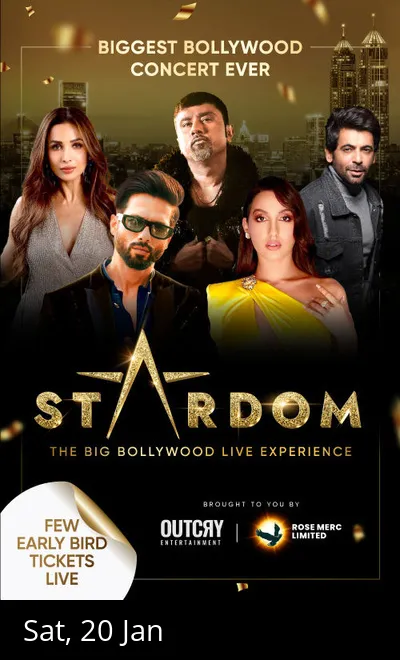 BIGGEST BOLLYWOOD
CONCERT EVER
STARDOM
THE BIG BOLLYWOOD LIVE EXPERIENCE
BROUGHT TO YOU BY
OUTCRY
ENTERTAINMENT
ROSE MERC
LIMITED
FEW
EARLY BIRD
TICKETS
LIVE
Sat, 20 Jan